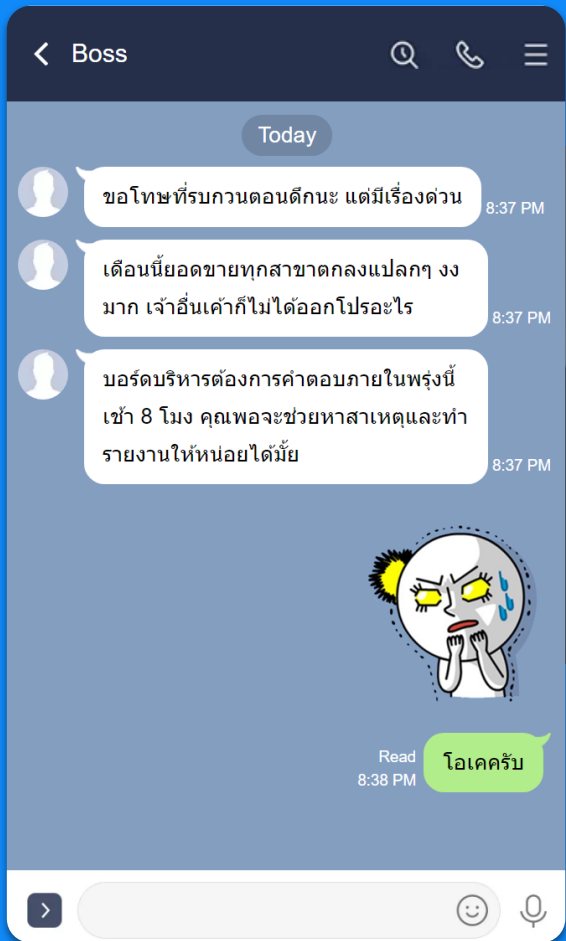 Boss
Today
ขอโทษที่รบกวนตอนดึกนะ แต่มีเรื่องด่วน
8:37 PM
เดือนนี้ยอดขายทุกสาขาตกลงแปลกๆ งง
มาก เจ้าอื่นเค้าก็ไม่ได้ออกโปรอะไร
8:37 PM
บอร์ดบริหารต้องการคำตอบภายในพรุ่งนี้
เช้า 8 โมง คุณพอจะช่วยหาสาเหตุและทำ
รายงานให้หน่อยได้มั้ย
8:37 PM
Read
8:38 PM
โอเคครับ